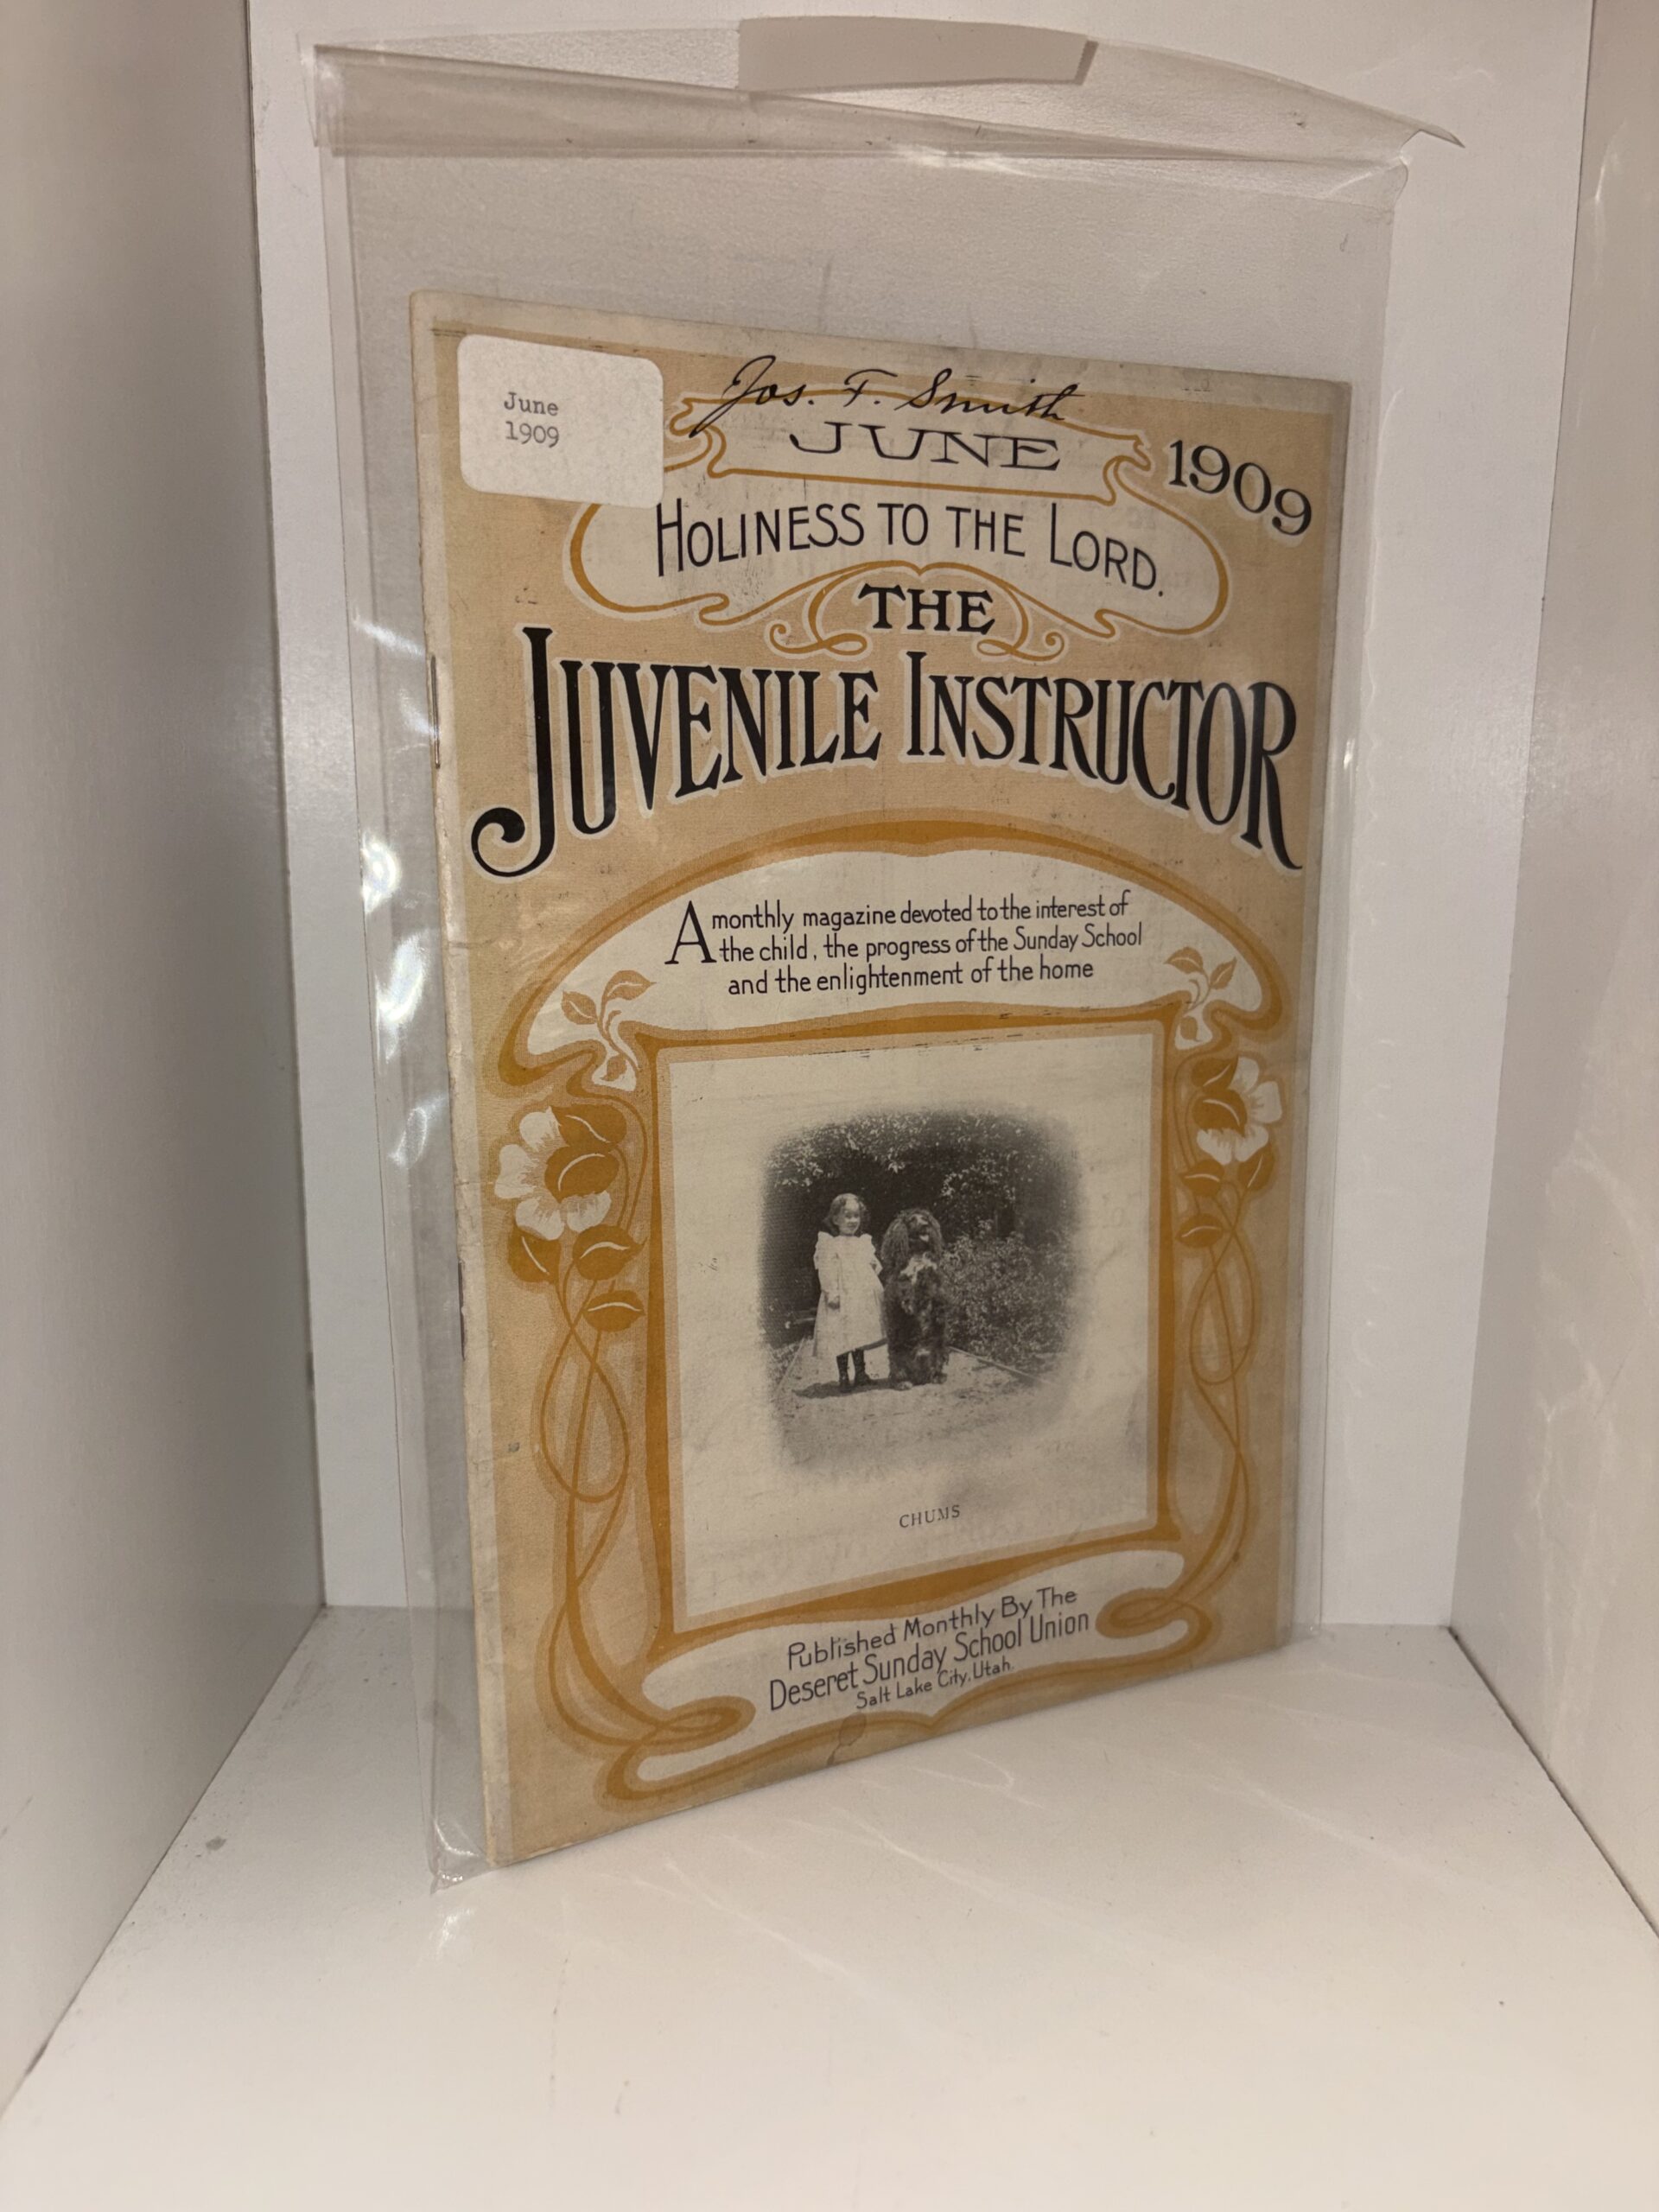 June
1909
Jos. F. Smith
JUNE
1909
HOLINESS TO THE LORD.
THE
JUVENILE INSTRUCTOR
A monthly magazine devoted to the interest of
the child, the progress of the Sunday School
and the enlightenment of the home
CHUMS
Published Monthly By The
Deseret Sunday School Union
Salt Lake City, Utah.